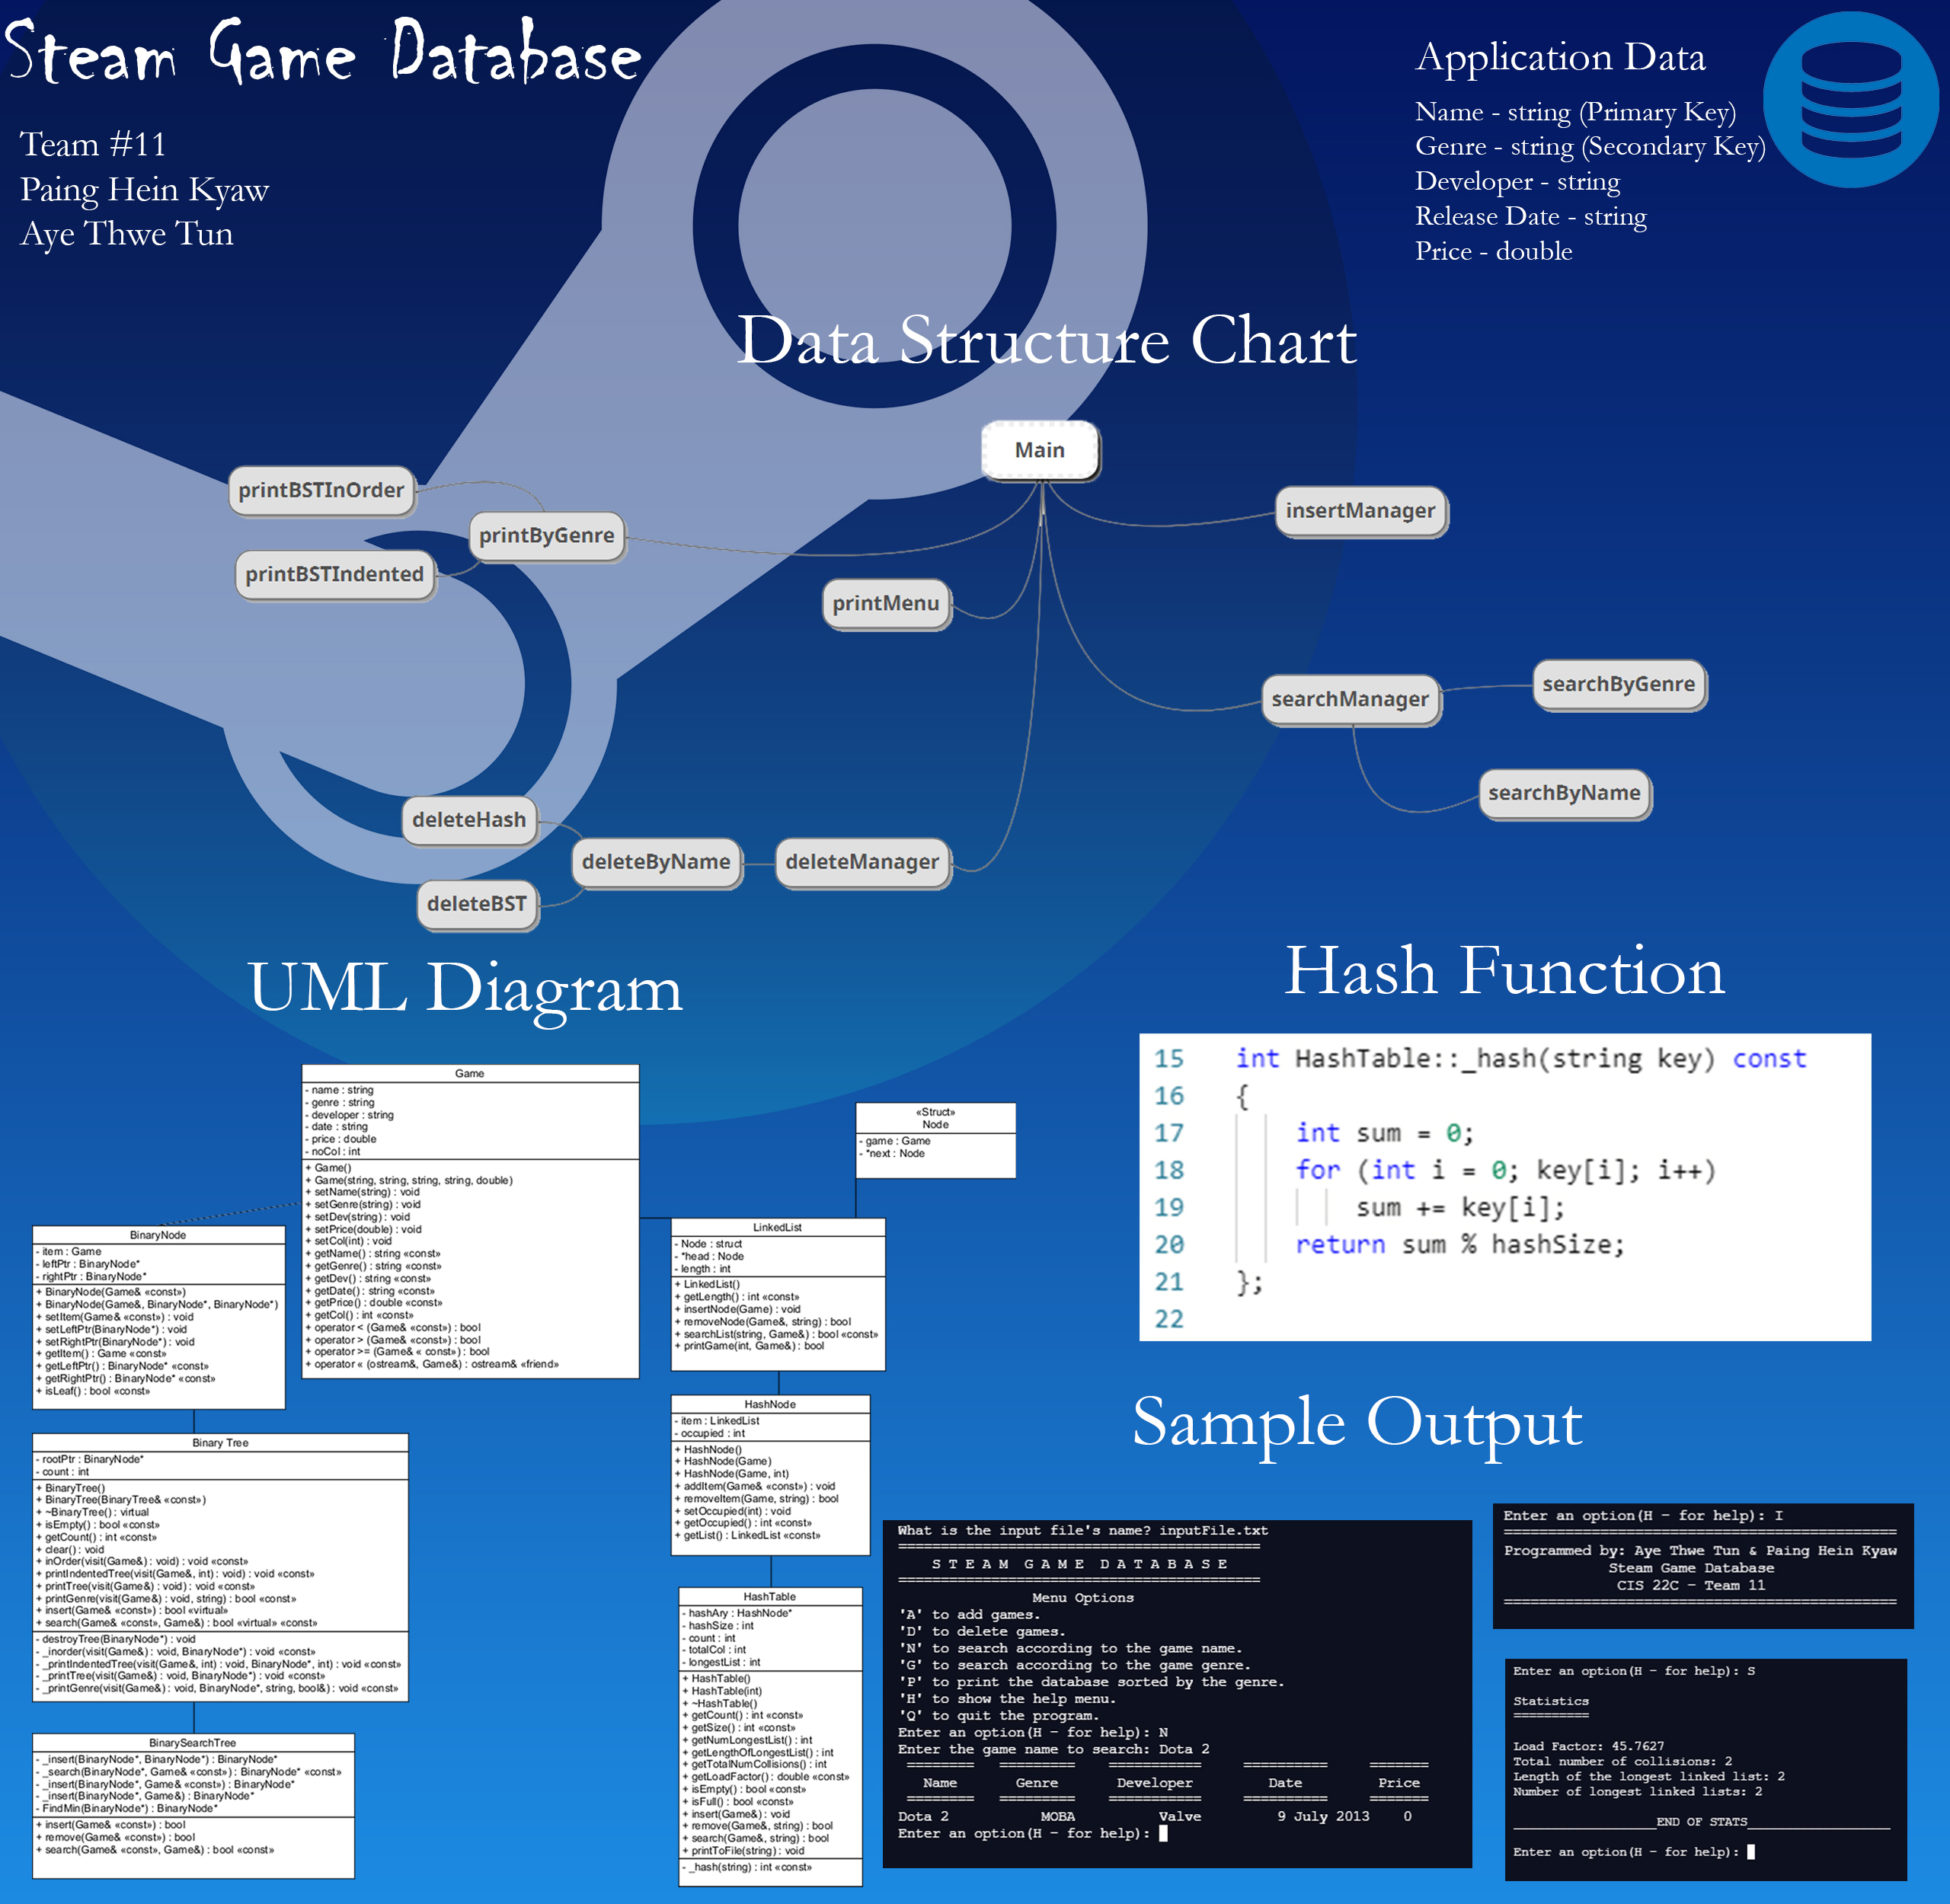 Steam Game Database
Team #11
Paing Hein Kyaw
Aye Thwe Tun
Application Data
Name - string (Primary Key)
Genre - string (Secondary Key)
Developer - string
Release Date - string
Price - double
Data Structure Chart
Main
printBSTInOrder
printByGenre
printBSTIndented
insertManager
printMenu
searchManager
searchByGenre
searchByName
deleteHash
deleteByName
deleteManager
deleteBST
UML Diagram
Game
- name : string
- genre : string
- developer : string
- date : string
- price : double
- noCol : int
+ Game()
+ Game(string, string, string, string, double)
+ setName(string) : void
+ setGenre(string) : void
+ setDev(string) : void
+ setPrice(double) : void
+ setCol(int) : void
+ getName() : string «const»
+ getGenre() : string «const»
+ getDev() : string «const»
+ getDate() : string «const»
+ getPrice() : double «const»
+ getCol() : int «const»
+ operator < (Game& «const») : bool
+ operator > (Game& «const») : bool
+ operator >= (Game& « const») : bool
+ operator « (ostream&, Game&) : ostream& «friend»
«Struct»
Node
- game : Game
- *next : Node
BinaryNode
- item : Game
- leftPtr : BinaryNode*
- rightPtr : BinaryNode*
+ BinaryNode(Game& «const»)
+ BinaryNode(Game&, BinaryNode*, BinaryNode*)
+ setItem(Game& «const») : void
+ setLeftPtr(BinaryNode*) : void
+ setRightPtr(BinaryNode*) : void
+ getItem() : Game «const»
+ getLeftPtr() : BinaryNode* «const»
+ getRightPtr() : BinaryNode* «const»
+ isLeaf() : bool «const»
Binary Tree
- rootPtr : BinaryNode*
- count : int
+ BinaryTree()
+ BinaryTree(BinaryTree& «const»)
+ ~BinaryTree() : virtual
+ isEmpty() : bool «const»
+ getCount() : int «const»
+ clear() : void
+ inOrder(visit(Game&) : void) : void «const»
+ printIndentedTree(visit(Game&, int) : void) : void «const»
+ printTree(visit(Game&) : void) : void «const»
+ printGenre(visit(Game&) : void, string) : bool «const»
+ insert(Game& «const») : bool «virtual»
+ search(Game& «const», Game&) : bool «virtual» «const»
- destroyTree(BinaryNode*) : void
- _inorder(visit(Game&) : void, BinaryNode*) : void «const»
- _printIndentedTree(visit(Game&, int) : void, BinaryNode*, int) : void «const»
- _printTree(visit(Game&) : void, BinaryNode*) : void «const»
- _printGenre(visit(Game&) : void, BinaryNode*, string, bool&) : void «const»
BinarySearchTree
- _insert(BinaryNode*, BinaryNode*) : BinaryNode*
- _search(BinaryNode*, Game& «const») : BinaryNode* «const»
- _insert(BinaryNode*, Game& «const») : BinaryNode*
- _insert(BinaryNode*, Game&) : BinaryNode*
- FindMin(BinaryNode*) : BinaryNode*
+ insert(Game& «const») : bool
+ remove(Game& «const») : bool
+ search(Game& «const», Game&) : bool «const»
LinkedList
- Node : struct
- *head : Node
- length : int
+ LinkedList()
+ getLength() : int «const»
+ insertNode(Game) : void
+ removeNode(Game&, string) : bool
+ searchList(string, Game&) : bool «const»
+ printGame(int, Game&) : bool
HashNode
- item : LinkedList
- occupied : int
+ HashNode()
+ HashNode(Game)
+ HashNode(Game, int)
+ addItem(Game& «const») : void
+ removeItem(Game, string) : bool
+ setOccupied(int) : void
+ getOccupied() : int «const»
+ getList() : LinkedList «const»
HashTable
- hashAry : HashNode*
- hashSize : int
- count : int
- totalCol : int
- longestList : int
+ HashTable()
+ HashTable(int)
+ ~HashTable()
+ getCount() : int «const»
+ getSize() : int «const»
+ getNumLongestList() : int
+ getLengthOfLongestList() : int
+ getTotalNumCollisions() : int
+ getLoadFactor() : double «const»
+ isEmpty() : bool «const»
+ isFull() : bool «const»
+ insert(Game&) : void
+ remove(Game&, string) : bool
+ search(Game&, string) : bool
+ printToFile(string) : void
- _hash(string) : int «const»
Hash Function
15 int HashTable::_hash(string key) const
16 {
17 int sum = 0;
18 for (int i = 0; key[i]; i++)
19 sum += key[i];
20 return sum % hashSize;
21 };
22
Sample Output
What is the input file's name? inputFile.txt
===========================================
S T E A M  G A M E  D A T A B A S E
===========================================
Menu Options
'A' to add games.
'D' to delete games.
'N' to search according to the game name.
'G' to search according to the game genre.
'P' to print the database sorted by the genre.
'H' to show the help menu.
'Q' to quit the program.
Enter an option(H - for help): N
Enter the game name to search: Dota 2
======== ========= =========== ========== =======
Name Genre Developer Date Price
======== ========= =========== ========== =======
Dota 2 MOBA Valve 9 July 2013 0
Enter an option(H - for help):
Enter an option(H - for help): I
=============================================
Programmed by: Aye Thwe Tun & Paing Hein Kyaw
Steam Game Database
CIS 22C - Team 11
=============================================
Enter an option(H - for help): S
Statistics
==========
Load Factor: 45.7627
Total number of collisions: 2
Length of the longest linked list: 2
Number of longest linked lists: 2
___________________END OF STATS___________________
Enter an option(H - for help):